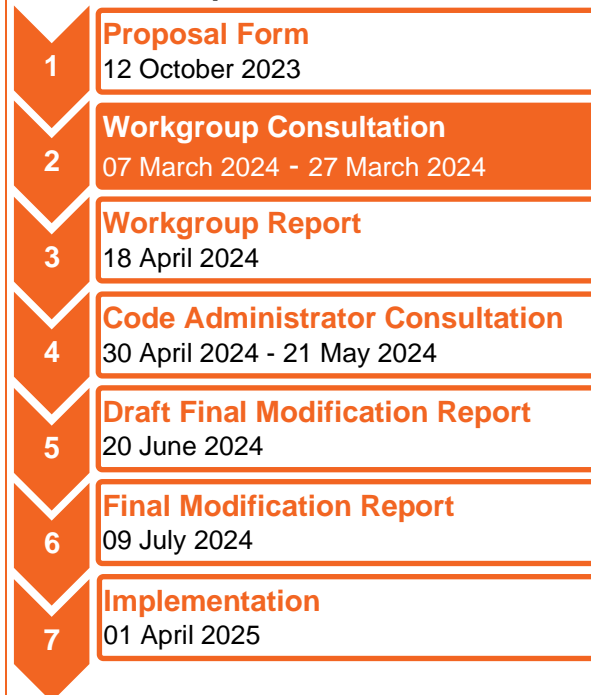 1
Proposal Form
12 October 2023
2
Workgroup Consultation
07 March 2024 - 27 March 2024
3
Workgroup Report
18 April 2024
4
Code Administrator Consultation
30 April 2024 - 21 May 2024
5
Draft Final Modification Report
20 June 2024
6
Final Modification Report
09 July 2024
7
Implementation
01 April 2025